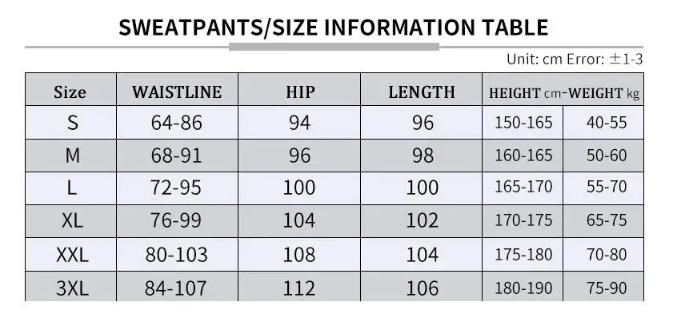 SWEATPANTS/SIZE INFORMATION TABLE
Unit: cm Error: ±1-3
Size WAISTLINE HIP LENGTH HEIGHT cm-WEIGHT kg
S 64-86 94 96 150-165 40-55
M 68-91 96 98 160-165 50-60
L 72-95 100 100 165-170 55-70
XL 76-99 104 102 170-175 65-75
XXL 80-103 108 104 175-180 70-80
3XL 84-107 112 106 180-190 75-90